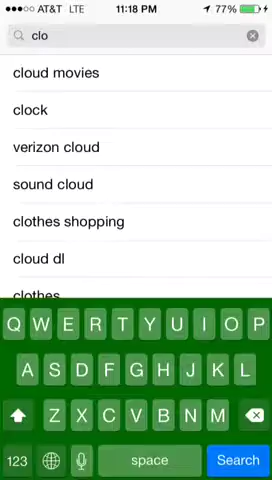 AT&T LTE 11:18 PM 77%
clo
cloud movies
clock
verizon cloud
sound cloud
clothes shopping
cloud dl
clothes
Q W E R T Y U I O P
A S D F G H J K L
Z X C V B N M
123 space Search